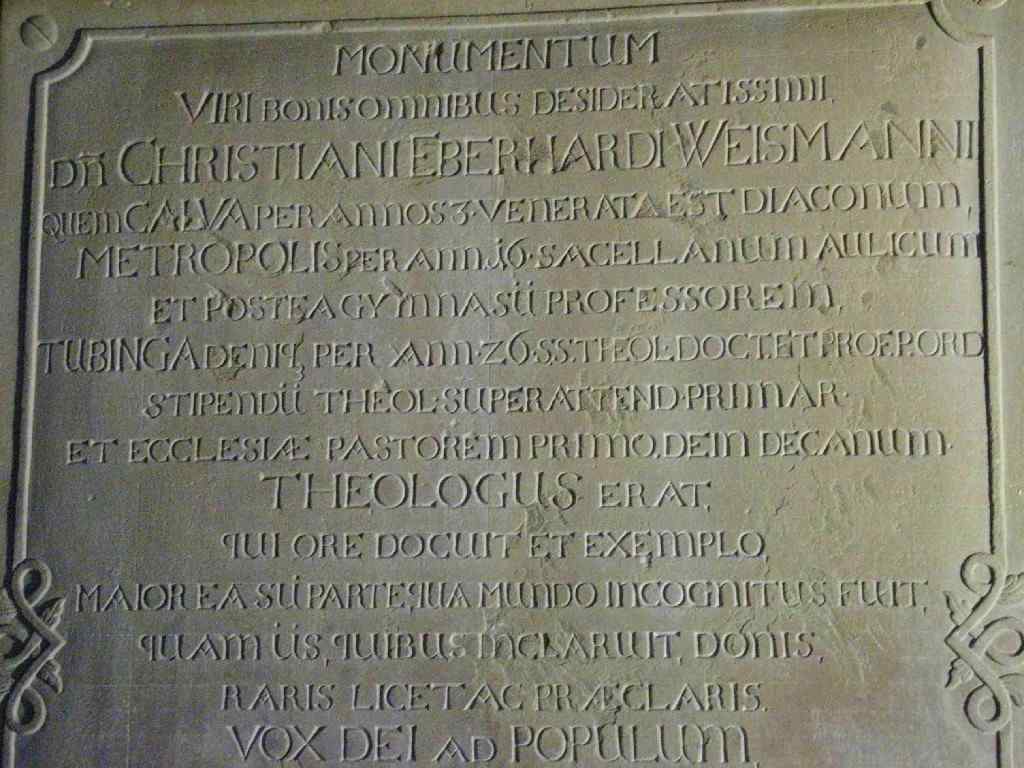 MONUMENTUM
VIRI BONIS OMNIBUS DESIDERATISSIMI,
DÑ CHRISTIANI EBERHARDI WEISMANNI
QUEM CALVA PER ANNOS 3. VENERATA EST DIACONUM,
METROPOLIS PER ANN. 16. SACELLANUM AULICUM
ET POSTEA GYMNASII PROFESSOREM,
TUBINGA DENIQ; PER ANN. 26. SS. THEOL. DOCT. ET PROF. P. ORD
STIPENDII THEOL. SUPERATTEND. PRIMAR.
ET ECCLESIÆ PASTOREM PRIMO, DEIN DECANUM.
THEOLOGUS ERAT,
QUI ORE DOCUIT ET EXEMPLO,
MAIOR EA SUI PARTE, QUA MUNDO INCOGNITUS FUIT,
QUAM IIS, QUIBUS INCLARUIT, DONIS,
RARIS LICET AC PRÆCLARIS.
VOX DEI AD POPULUM,